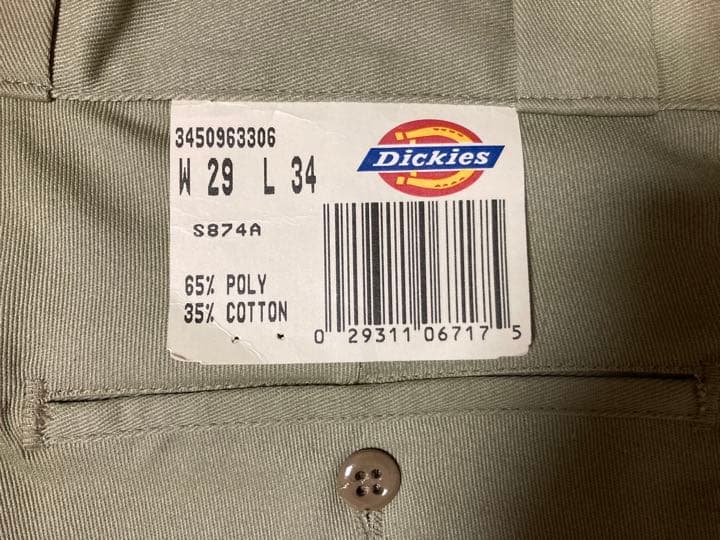 3450963306
W 29 L 34
Dickies
S874A
65% POLY
35% COTTON
0 29311 06717 5